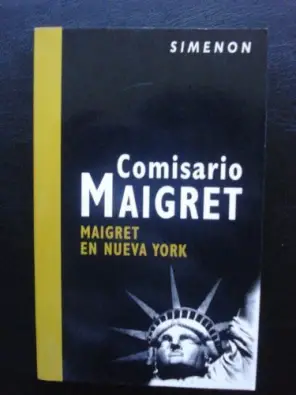 SIMENON
Comisario
MAIGRET
MAIGRET
EN NUEVA YORK